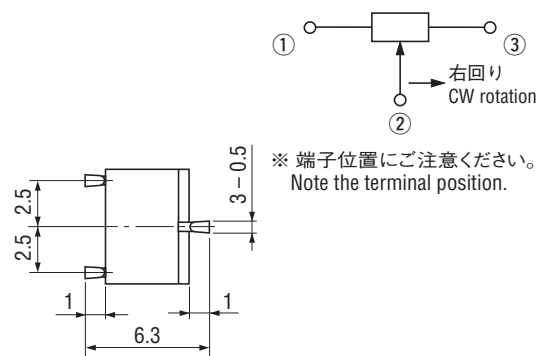 ①
③
右回り
CW rotation
②
※ 端子位置にご注意ください。
Note the terminal position.
2.5
2.5
3 – 0.5
1
1
6.3